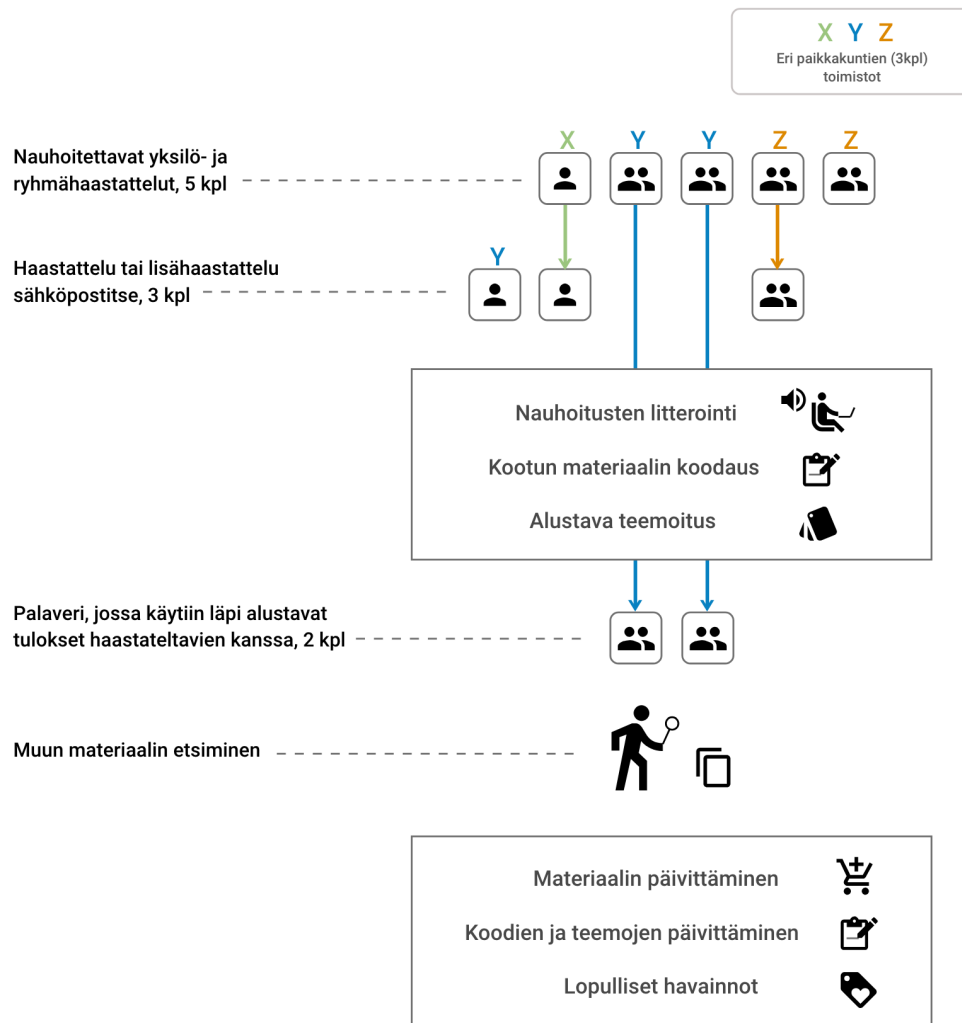 X Y Z
Eri paikkakuntien (3kpl)
toimistot
X Y Y Z Z
Nauhoitettavat yksilö- ja
ryhmähaastattelut, 5 kpl
Y
Haastattelu tai lisähaastattelu
sähköpostitse, 3 kpl
Nauhoitusten litterointi
Kootun materiaalin koodaus
Alustava teemoitus
Palaveri, jossa käytiin läpi alustavat
tulokset haastateltavien kanssa, 2 kpl
Muun materiaalin etsiminen
Materiaalin päivittäminen
Koodien ja teemojen päivittäminen
Lopulliset havainnot